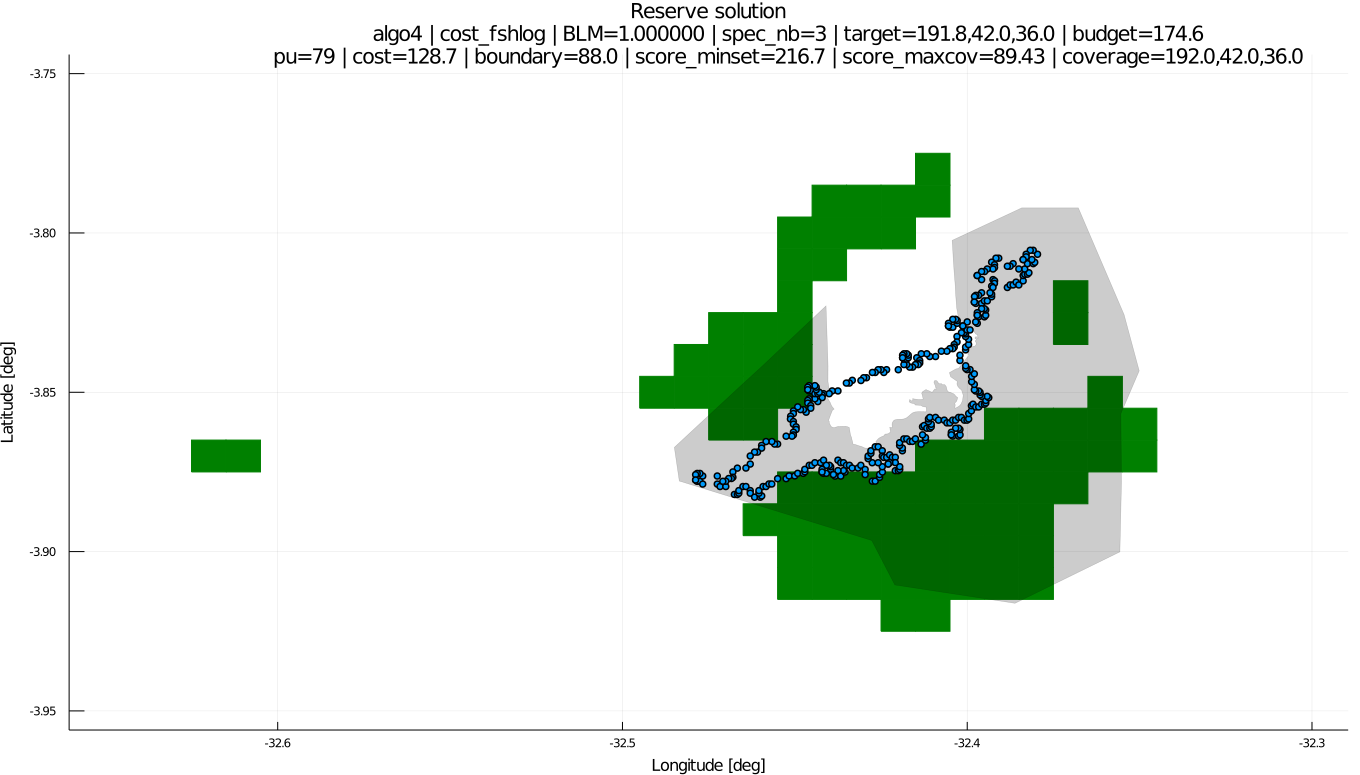 Reserve solution
algo4 | cost_fshlog | BLM=1.000000 | spec_nb=3 | target=191.8,42.0,36.0 | budget=174.6
pu=79 | cost=128.7 | boundary=88.0 | score_minset=216.7 | score_maxcov=89.43 | coverage=192.0,42.0,36.0
-3.75
-3.80
-3.85
-3.90
-3.95
Latitude [deg]
-32.6
-32.5
-32.4
-32.3
Longitude [deg]